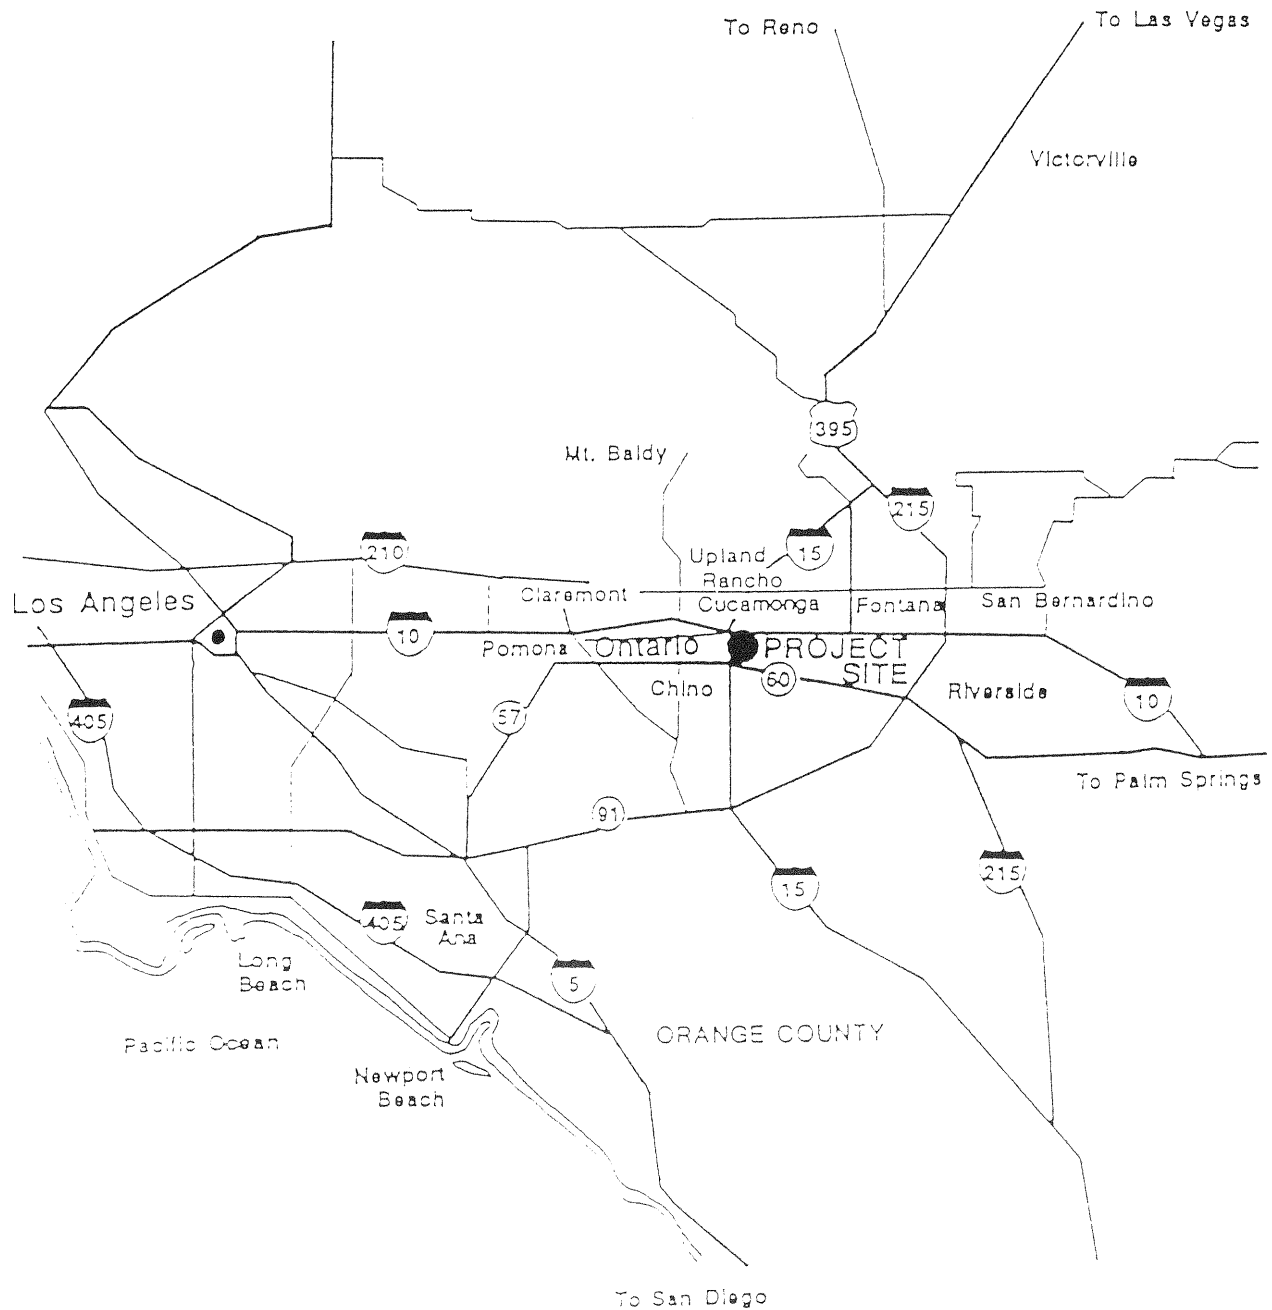 To Reno
To Las Vegas
Victorville
395
Mt. Baldy
215
210
15
Upland
Rancho
Cucamonga
Claremont
Los Angeles
Fontana
San Bernardino
10
Pomona
Ontario
PROJECT
SITE
60
Chino
Riverside
10
405
57
To Palm Springs
91
15
215
405
Santa
Ana
Long
Beach
5
Pacific Ocean
ORANGE COUNTY
Newport
Beach
To San Diego